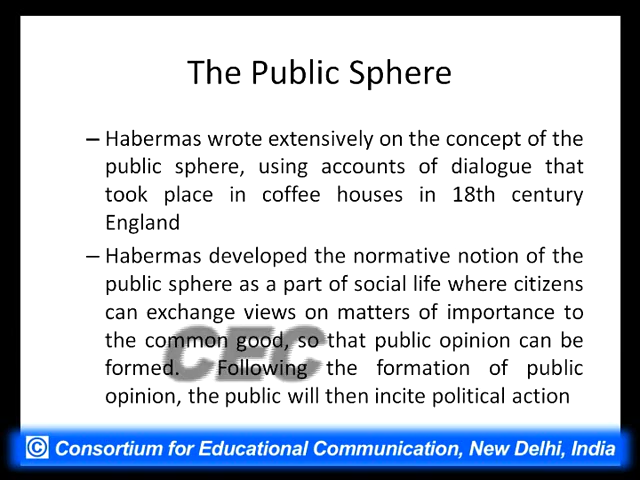 The Public Sphere
– Habermas wrote extensively on the concept of the
public sphere, using accounts of dialogue that
took place in coffee houses in 18th century
England
– Habermas developed the normative notion of the
public sphere as a part of social life where citizens
can exchange views on matters of importance to
the common good, so that public opinion can be
formed. Following the formation of public
opinion, the public will then incite political action
CEC
© Consortium for Educational Communication, New Delhi, India